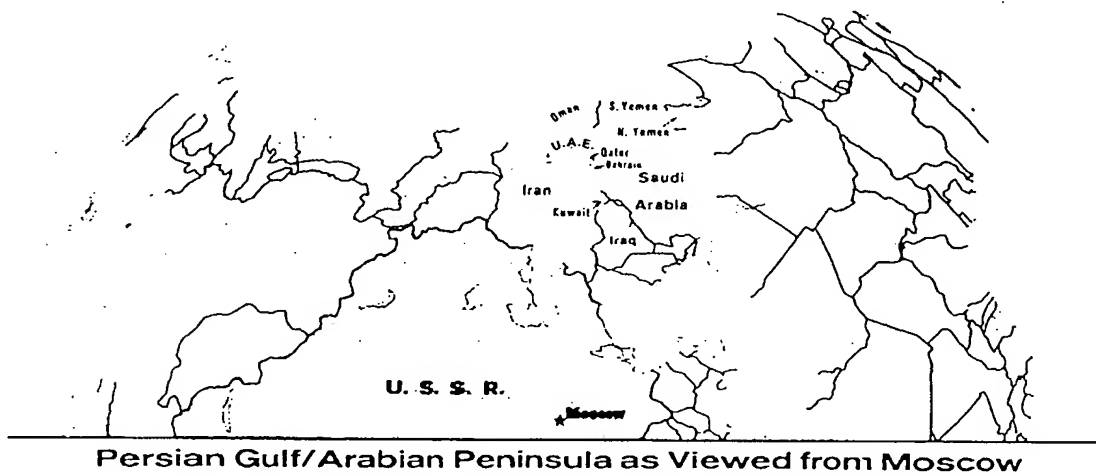 Oman
S. Yemen
N. Yemen
U.A.E.
Qatar
Bahrain
Saudi
Arabia
Iran
Kuwait
Iraq
U. S. S. R.
Moscow
Persian Gulf/Arabian Peninsula as Viewed from Moscow